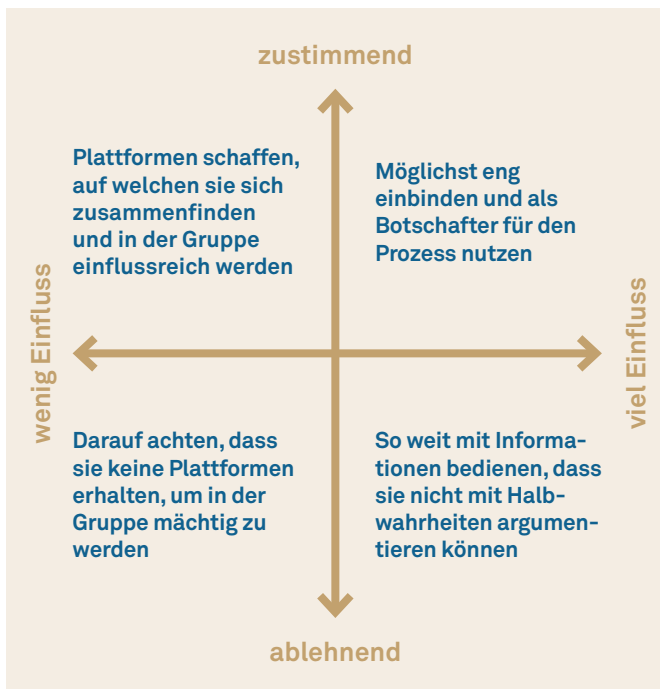 zustimmend
Plattformen schaffen,
auf welchen sie sich
zusammenfinden
und in der Gruppe
einflussreich werden
Möglichst eng
einbinden und als
Botschafter für den
Prozess nutzen
wenig Einfluss
viel Einfluss
Darauf achten, dass
sie keine Plattformen
erhalten, um in der
Gruppe mächtig zu
werden
So weit mit Informa-
tionen bedienen, dass
sie nicht mit Halb-
wahrheiten argumen-
tieren können
ablehnend